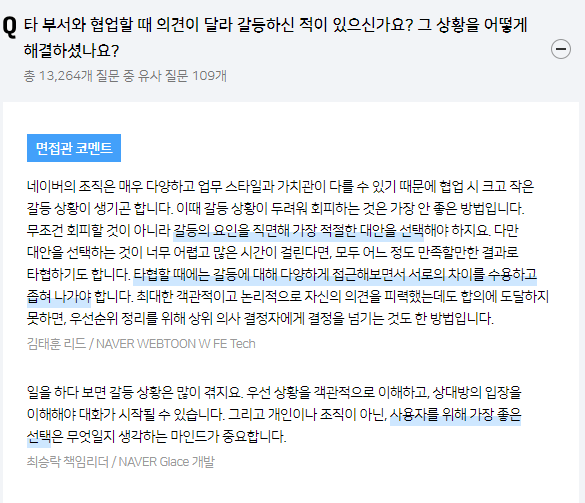 Q 타 부서와 협업할 때 의견이 달라 갈등하신 적이 있으신가요? 그 상황을 어떻게
해결하셨나요?
총 13,264개 질문 중 유사 질문 109개
면접관 코멘트
네이버의 조직은 매우 다양하고 업무 스타일과 가치관이 다를 수 있기 때문에 협업 시 크고 작은
갈등 상황이 생기곤 합니다. 이때 갈등 상황이 두려워 회피하는 것은 가장 안 좋은 방법입니다.
무조건 회피할 것이 아니라 갈등의 요인을 직면해 가장 적절한 대안을 선택해야 하지요. 다만
대안을 선택하는 것이 너무 어렵고 많은 시간이 걸린다면, 모두 어느 정도 만족할만한 결과로
타협하기도 합니다. 타협할 때에는 갈등에 대해 다양하게 접근해보면서 서로의 차이를 수용하고
좁혀 나가야 합니다. 최대한 객관적이고 논리적으로 자신의 의견을 피력했는데도 합의에 도달하지
못하면, 우선순위 정리를 위해 상위 의사 결정자에게 결정을 넘기는 것도 한 방법입니다.
김태훈 리드 / NAVER WEBTOON W FE Tech
일을 하다 보면 갈등 상황은 많이 겪지요. 우선 상황을 객관적으로 이해하고, 상대방의 입장을
이해해야 대화가 시작될 수 있습니다. 그리고 개인이나 조직이 아닌, 사용자를 위해 가장 좋은
선택은 무엇일지 생각하는 마인드가 중요합니다.
최승락 책임리더 / NAVER Glace 개발